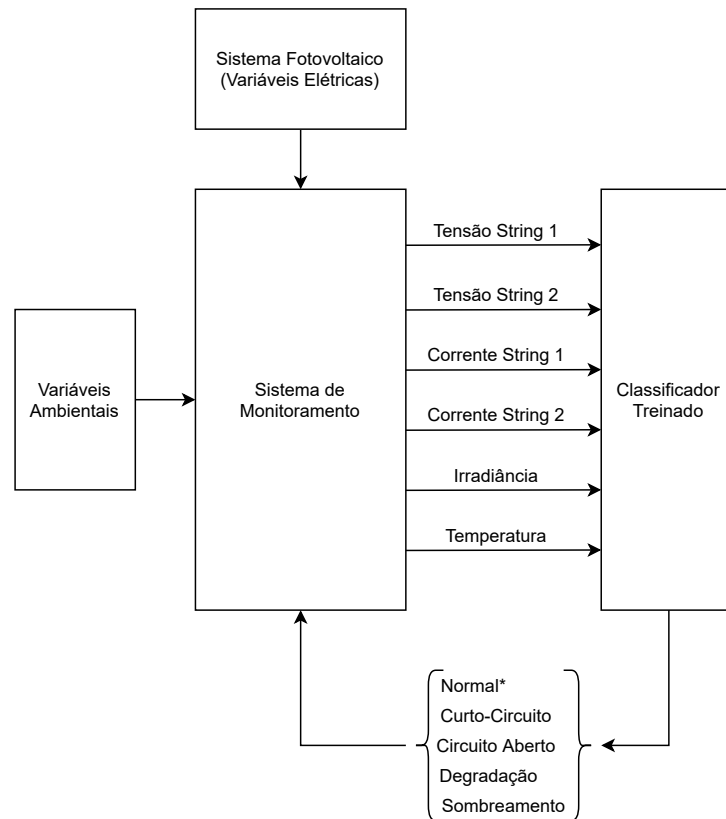 Sistema Fotovoltaico
(Variáveis Elétricas)
Tensão String 1
Tensão String 2
Variáveis
Ambientais
Sistema de
Monitoramento
Corrente String 1
Corrente String 2
Irradiância
Temperatura
Classificador
Treinado
Normal*
Curto-Circuito
Circuito Aberto
Degradação
Sombreamento